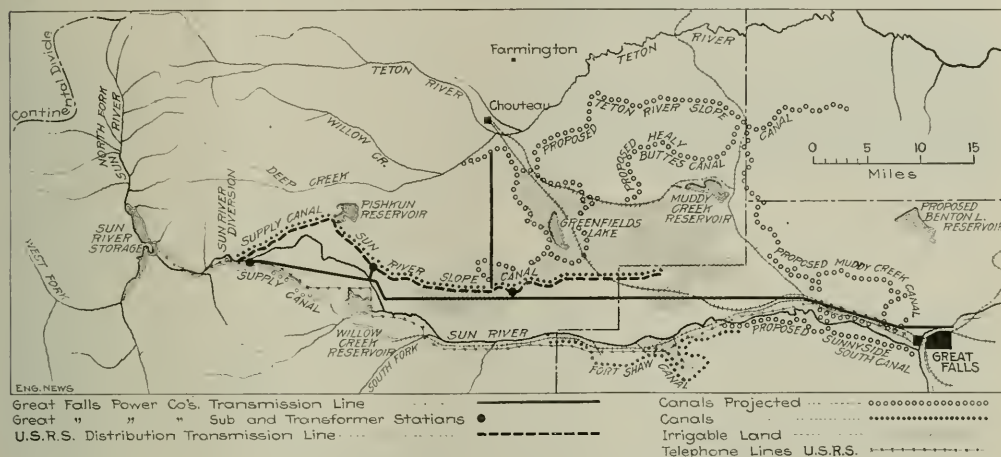 Continental Divide
NORTH FORK
SUN RIVER
TETON RIVER
WILLOW CR.
DEEP CREEK
Farmington
Chouteau
TETON RIVER
RIVER
PROPOSED TETON RIVER SLOPE CANAL
PROPOSED HEALY BUTTES CANAL
MUDDY CREEK RESERVOIR
GREENFIELDS LAKE
0 5 10 15
Miles
PROPOSED BENTON L. RESERVOIR
PROPOSED MUDDY CREEK CANAL
SUN RIVER STORAGE
SUN RIVER DIVERSION
SUPPLY CANAL
PISHKUN RESERVOIR
SUN RIVER SLOPE CANAL
WEST FORK
SUPPLY CANAL
WILLOW CREEK RESERVOIR
SOUTH FORK
SUN RIVER
FORT SHAW CANAL
PROPOSED SUNNYSIDE SOUTH CANAL
GREAT FALLS
ENG. NEWS
Great Falls Power Co's. Transmission Line
Great " " " Sub and Transformer Stations
U.S.R.S. Distribution Transmission Line
Canals Projected
Canals
Irrigable Land
Telephone Lines U.S.R.S.